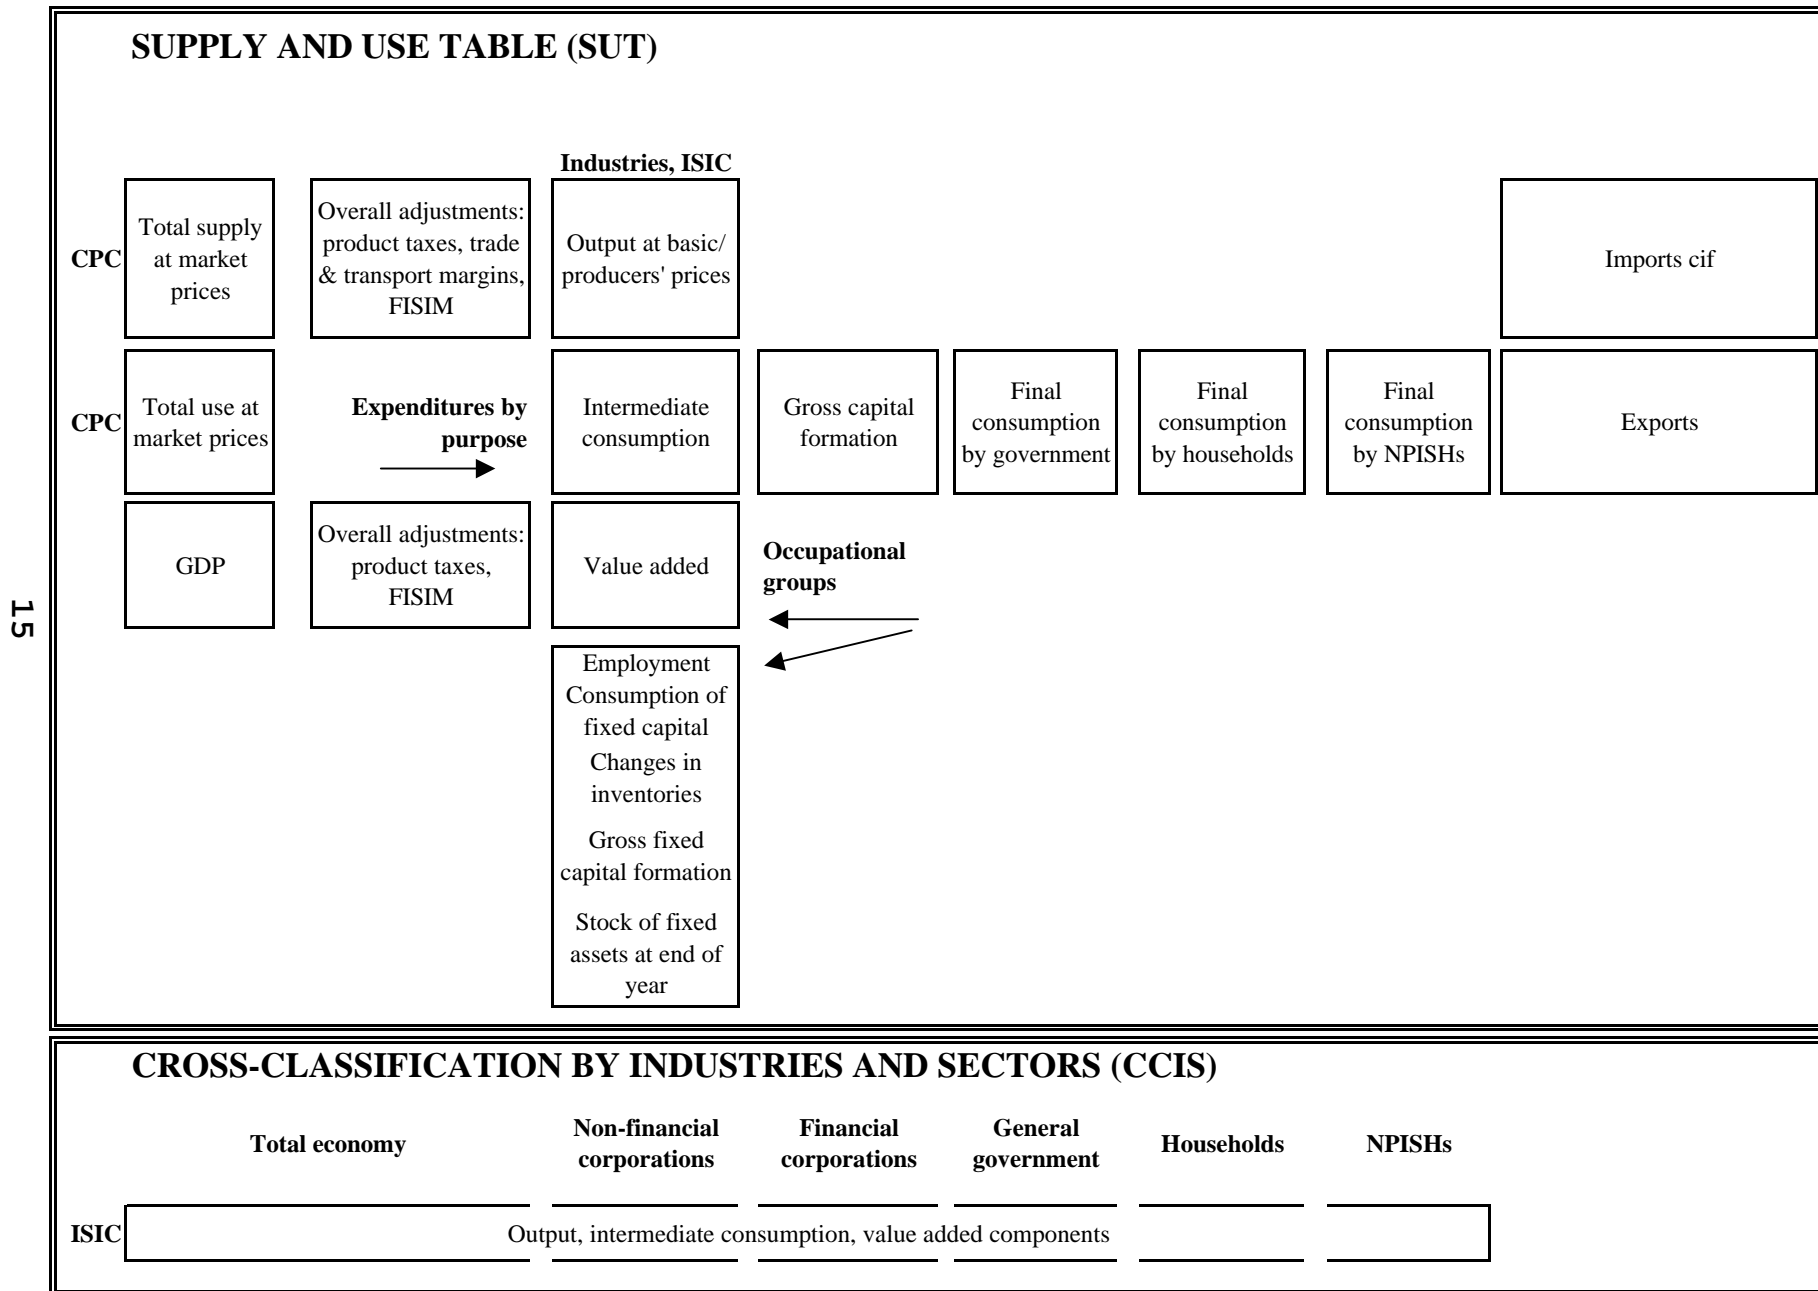 SUPPLY AND USE TABLE (SUT)
Industries, ISIC
CPC
Total supply
at market
prices
Overall adjustments:
product taxes, trade
& transport margins,
FISIM
Output at basic/
producers' prices
Imports cif
CPC
Total use at
market prices
Expenditures by
purpose
Intermediate
consumption
Gross capital
formation
Final
consumption
by government
Final
consumption
by households
Final
consumption
by NPISHs
Exports
GDP
Overall adjustments:
product taxes,
FISIM
Value added
Occupational
groups
Employment
Consumption of
fixed capital
Changes in
inventories
Gross fixed
capital formation
Stock of fixed
assets at end of
year
15
CROSS-CLASSIFICATION BY INDUSTRIES AND SECTORS (CCIS)
Total economy
Non-financial
corporations
Financial
corporations
General
government
Households
NPISHs
ISIC
Output, intermediate consumption, value added components